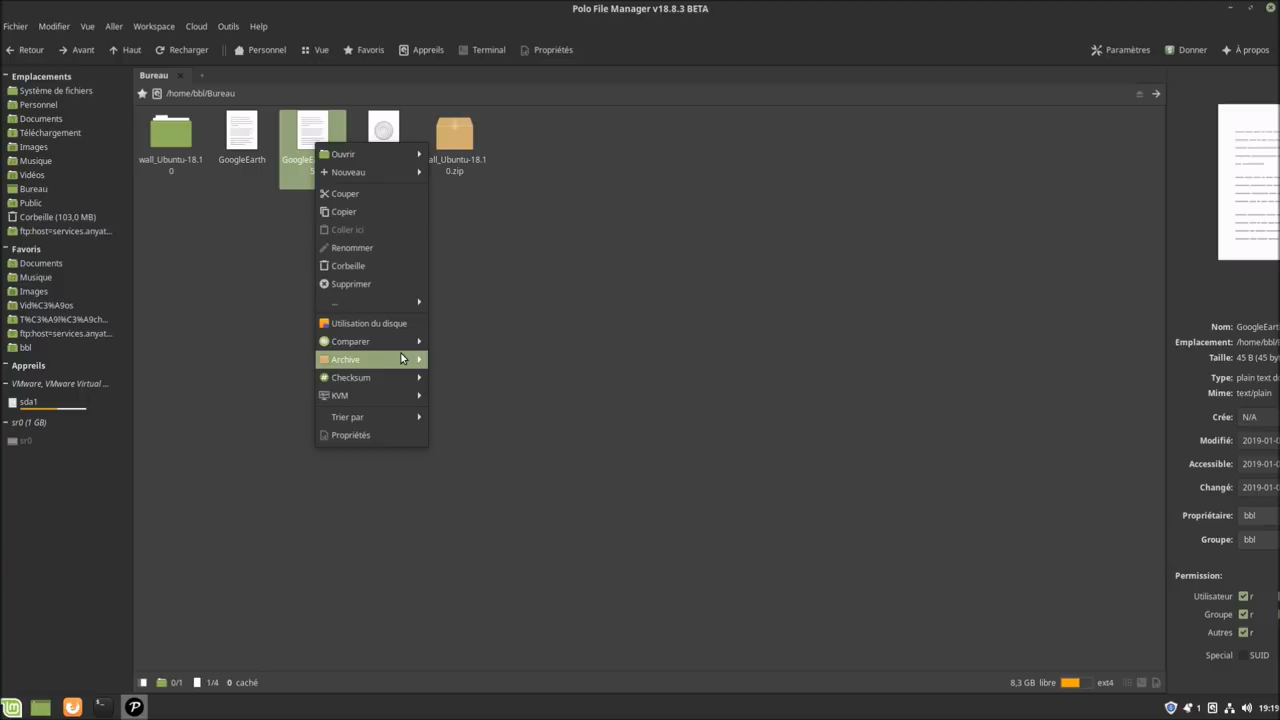 Polo File Manager v18.8.3 BETA
Fichier Modifier Vue Aller Workspace Cloud Outils Help
Retour Avant Haut Recharger Personnel Vue Favoris Appreils Terminal Propriétés Paramètres Donner À propos
Emplacements
Système de fichiers
Personnel
Documents
Téléchargement
Images
Musique
Vidéos
Bureau
Public
Corbeille (103,0 MB)
ftp:host=services.anyat...
Favoris
Documents
Musique
Images
Vid%C3%A9os
T%C3%A9l%C3%A9ch...
ftp:host=services.anyat...
bbl
Appreils
VMware, VMware Virtual ...
sda1
sr0 (1 GB)
sr0
Bureau
/home/bbl/Bureau
wall_Ubuntu-18.1
0
GoogleEarth
GoogleE
all_Ubuntu-18.1
0.zip
Ouvrir
Nouveau
Couper
Copier
Coller ici
Renommer
Corbeille
Supprimer
...
Utilisation du disque
Comparer
Archive
Checksum
KVM
Trier par
Propriétés
Nom: GoogleEarth
Emplacement: /home/bbl/
Taille: 45 B (45 by
Type: plain text d
Mime: text/plain
Crée: N/A
Modifié: 2019-01-0
Accessible: 2019-01-0
Changé: 2019-01-0
Propriétaire: bbl
Groupe: bbl
Permission:
Utilisateur r
Groupe r
Autres r
Special SUID
0/1 1/4 0 caché 8,3 GB libre ext4
1 19:19